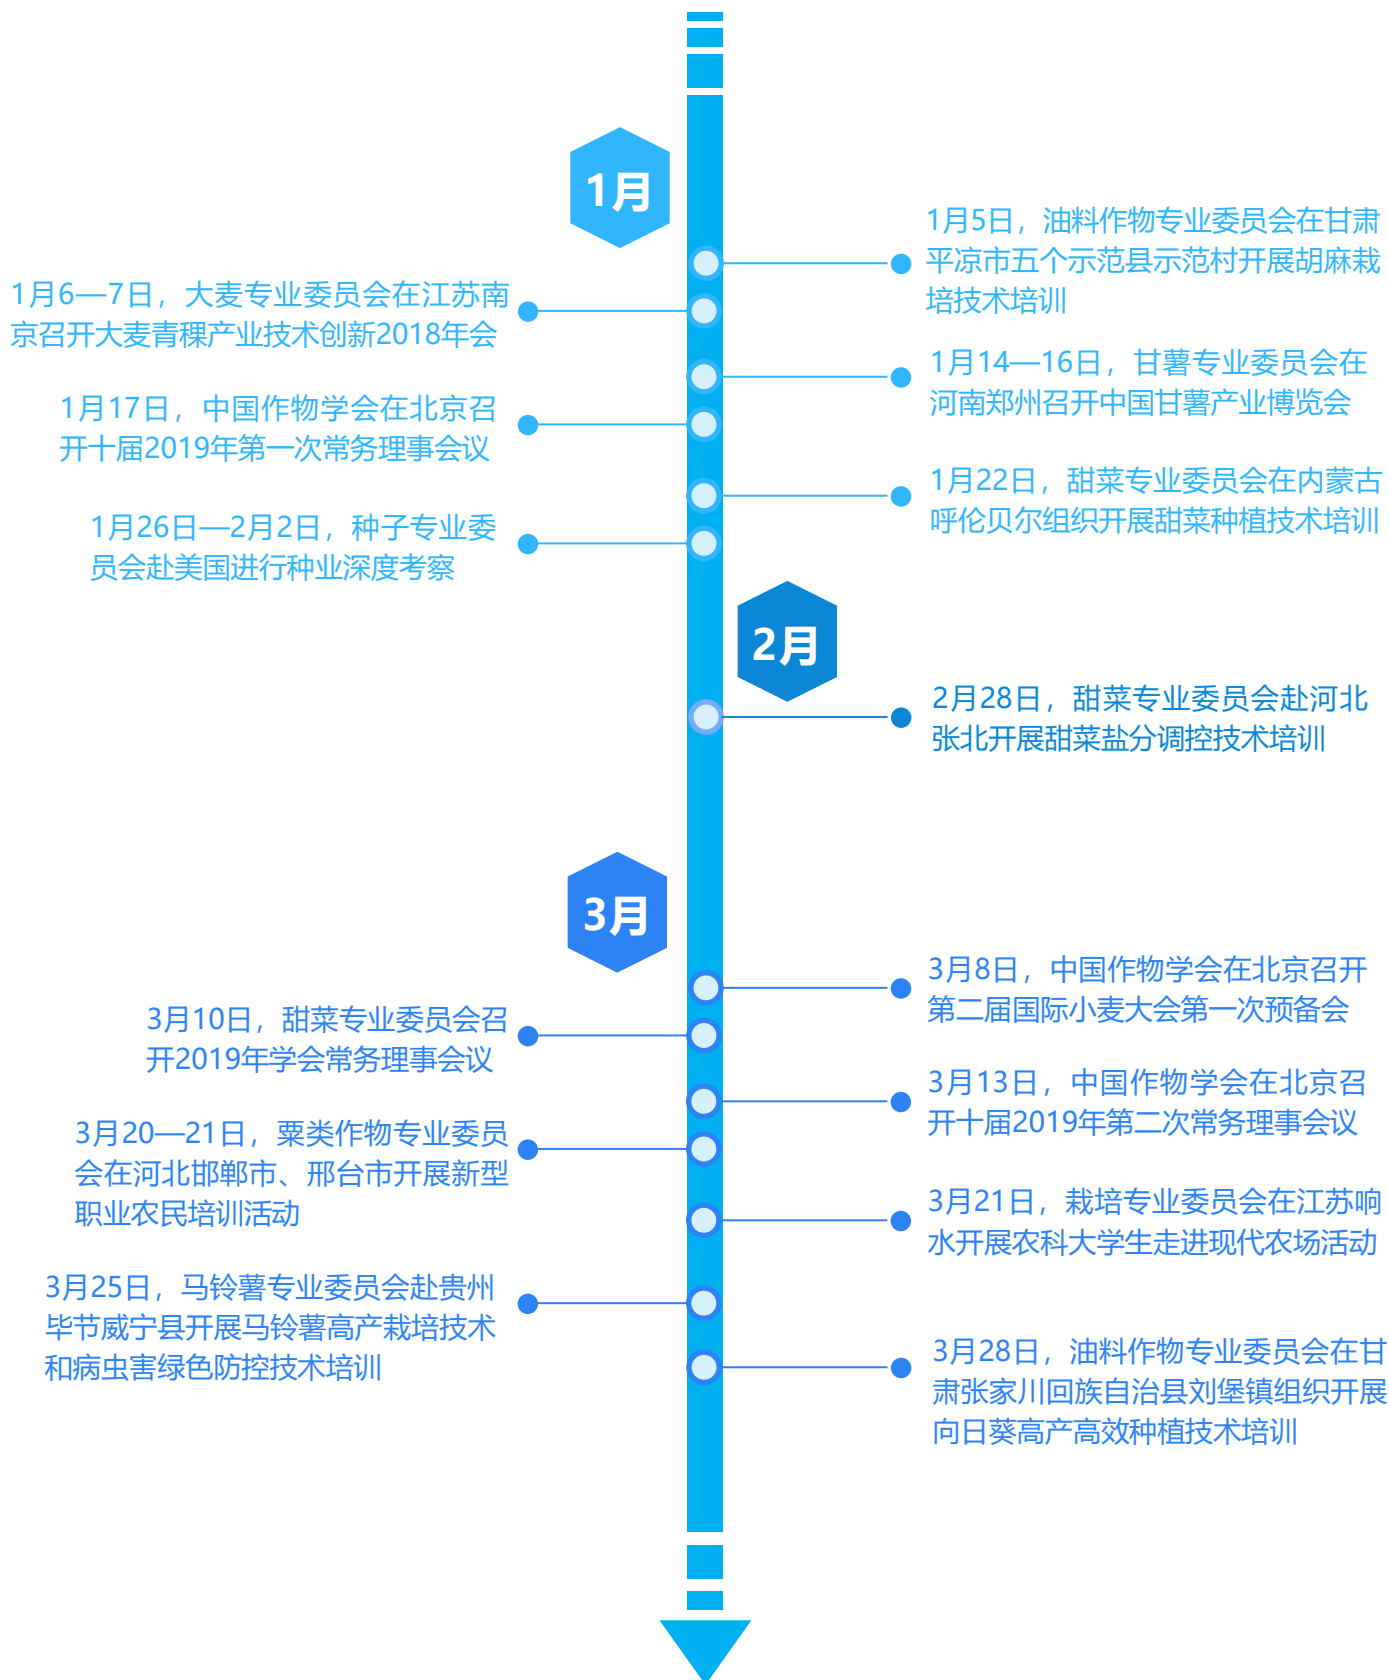 1月
1月5日，油料作物专业委员会在甘肃
平凉市五个示范县示范村开展胡麻栽
培技术培训
1月6—7日，大麦专业委员会在江苏南
京召开大麦青稞产业技术创新2018年会
1月14—16日，甘薯专业委员会在
河南郑州召开中国甘薯产业博览会
1月17日，中国作物学会在北京召
开十届2019年第一次常务理事会议
1月22日，甜菜专业委员会在内蒙古
呼伦贝尔组织开展甜菜种植技术培训
1月26日—2月2日，种子专业委
员会赴美国进行种业深度考察
2月
2月28日，甜菜专业委员会赴河北
张北开展甜菜盐分调控技术培训
3月
3月8日，中国作物学会在北京召开
第二届国际小麦大会第一次预备会
3月10日，甜菜专业委员会召
开2019年学会常务理事会议
3月13日，中国作物学会在北京召
开十届2019年第二次常务理事会议
3月20—21日，粟类作物专业委员
会在河北邯郸市、邢台市开展新型
职业农民培训活动
3月21日，栽培专业委员会在江苏响
水开展农科大学生走进现代农场活动
3月25日，马铃薯专业委员会赴贵州
毕节威宁县开展马铃薯高产栽培技术
和病虫害绿色防控技术培训
3月28日，油料作物专业委员会在甘
肃张家川回族自治县刘堡镇组织开展
向日葵高产高效种植技术培训